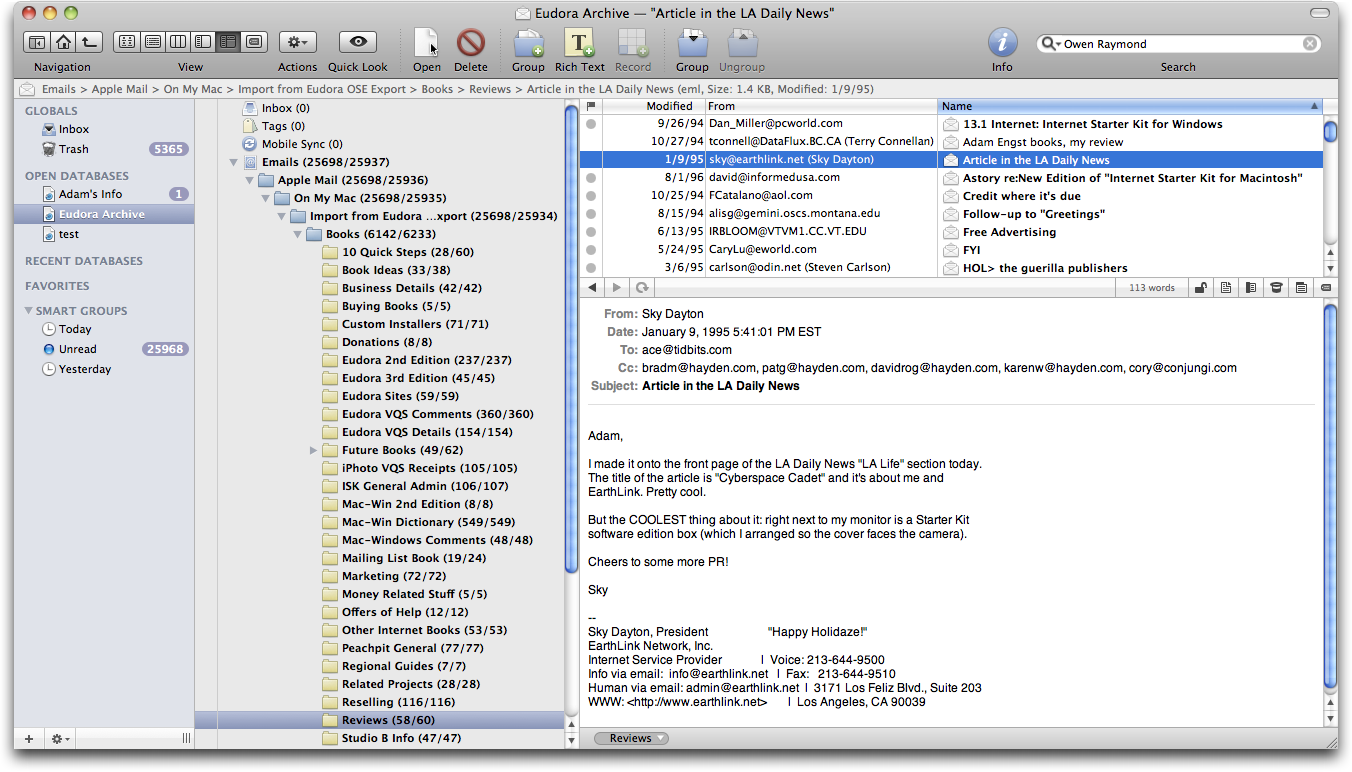 Eudora Archive — "Article in the LA Daily News"
Navigation View Actions Quick Look Open Delete Group Rich Text Record Group Ungroup Info Search
T
i
Owen Raymond
Emails > Apple Mail > On My Mac > Import from Eudora OSE Export > Books > Reviews > Article in the LA Daily News (eml, Size: 1.4 KB, Modified: 1/9/95)
GLOBALS
Inbox
Trash 5365
OPEN DATABASES
Adam's Info 1
Eudora Archive
test
RECENT DATABASES
FAVORITES
SMART GROUPS
Today
Unread 25968
Yesterday
Inbox (0)
Tags (0)
Mobile Sync (0)
Emails (25698/25937)
Apple Mail (25698/25936)
On My Mac (25698/25935)
Import from Eudora ...xport (25698/25934)
Books (6142/6233)
10 Quick Steps (28/60)
Book Ideas (33/38)
Business Details (42/42)
Buying Books (5/5)
Custom Installers (71/71)
Donations (8/8)
Eudora 2nd Edition (237/237)
Eudora 3rd Edition (45/45)
Eudora Sites (59/59)
Eudora VQS Comments (360/360)
Eudora VQS Details (154/154)
Future Books (49/62)
iPhoto VQS Receipts (105/105)
ISK General Admin (106/107)
Mac-Win 2nd Edition (8/8)
Mac-Win Dictionary (549/549)
Mac-Windows Comments (48/48)
Mailing List Book (19/24)
Marketing (72/72)
Money Related Stuff (5/5)
Offers of Help (12/12)
Other Internet Books (53/53)
Peachpit General (77/77)
Regional Guides (7/7)
Related Projects (28/28)
Reselling (116/116)
Reviews (58/60)
Studio B Info (47/47)
Modified From Name
9/26/94 Dan_Miller@pcworld.com 13.1 Internet: Internet Starter Kit for Windows
10/27/94 tconnell@DataFlux.BC.CA (Terry Connellan) Adam Engst books, my review
1/9/95 sky@earthlink.net (Sky Dayton) Article in the LA Daily News
8/1/96 david@informedusa.com Astory re:New Edition of "Internet Starter Kit for Macintosh"
10/25/94 FCatalano@aol.com Credit where it's due
8/15/94 alisg@gemini.oscs.montana.edu Follow-up to "Greetings"
6/13/95 IRBLOOM@VTVM1.CC.VT.EDU Free Advertising
5/24/95 CaryLu@eworld.com FYI
3/6/95 carlson@odin.net (Steven Carlson) HOL> the guerilla publishers
113 words
From: Sky Dayton
Date: January 9, 1995 5:41:01 PM EST
To: ace@tidbits.com
Cc: bradm@hayden.com, patg@hayden.com, davidrog@hayden.com, karenw@hayden.com, cory@conjungi.com
Subject: Article in the LA Daily News
Adam,
I made it onto the front page of the LA Daily News "LA Life" section today.
The title of the article is "Cyberspace Cadet" and it's about me and
EarthLink. Pretty cool.
But the COOLEST thing about it: right next to my monitor is a Starter Kit
software edition box (which I arranged so the cover faces the camera).
Cheers to some more PR!
Sky
--
Sky Dayton, President "Happy Holidaze!"
EarthLink Network, Inc.
Internet Service Provider | Voice: 213-644-9500
Info via email: info@earthlink.net | Fax: 213-644-9510
Human via email: admin@earthlink.net | 3171 Los Feliz Blvd., Suite 203
WWW: <http://www.earthlink.net> | Los Angeles, CA 90039
Reviews